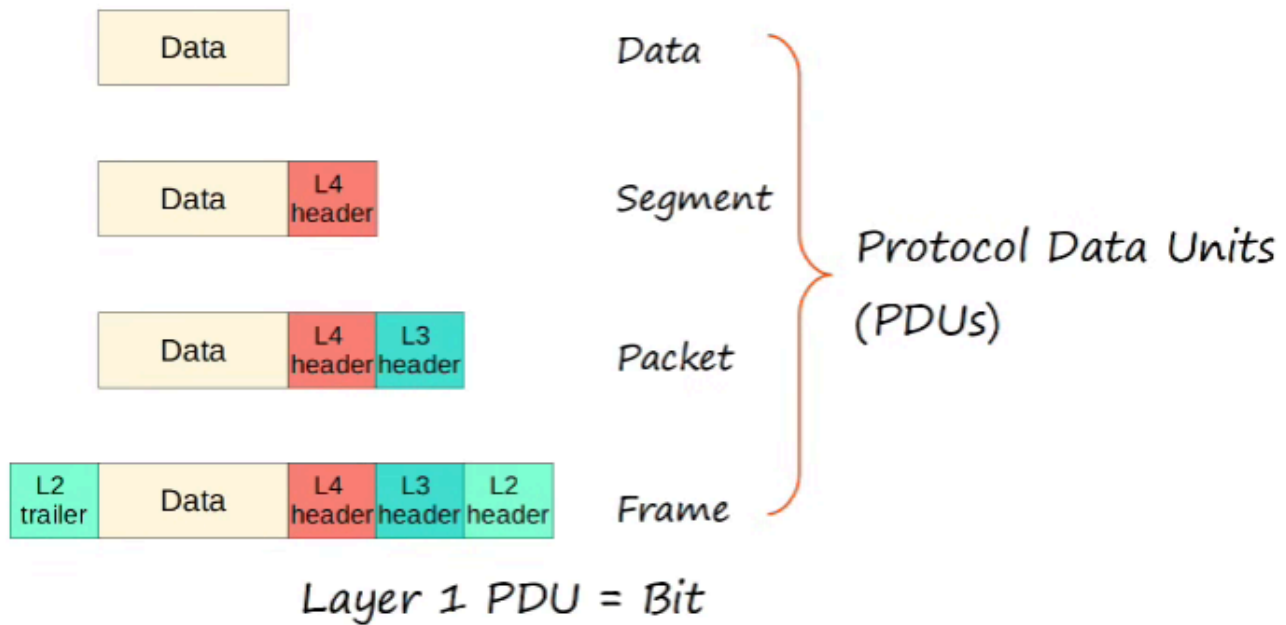 Data
Data
Data
L4
header
Segment
Protocol Data Units
(PDUs)
Data
L4
header
L3
header
Packet
L2
trailer
Data
L4
header
L3
header
L2
header
Frame
Layer 1 PDU = Bit